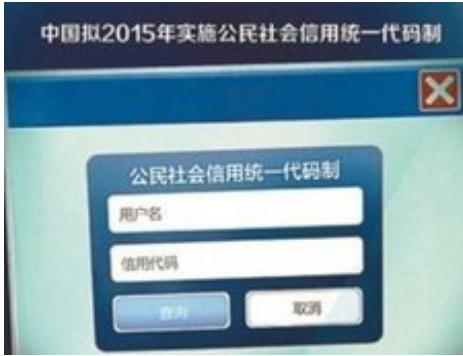 中国拟2015年实施公民社会信用统一代码制
公民社会信用统一代码制
用户名
信用代码
查询
取消